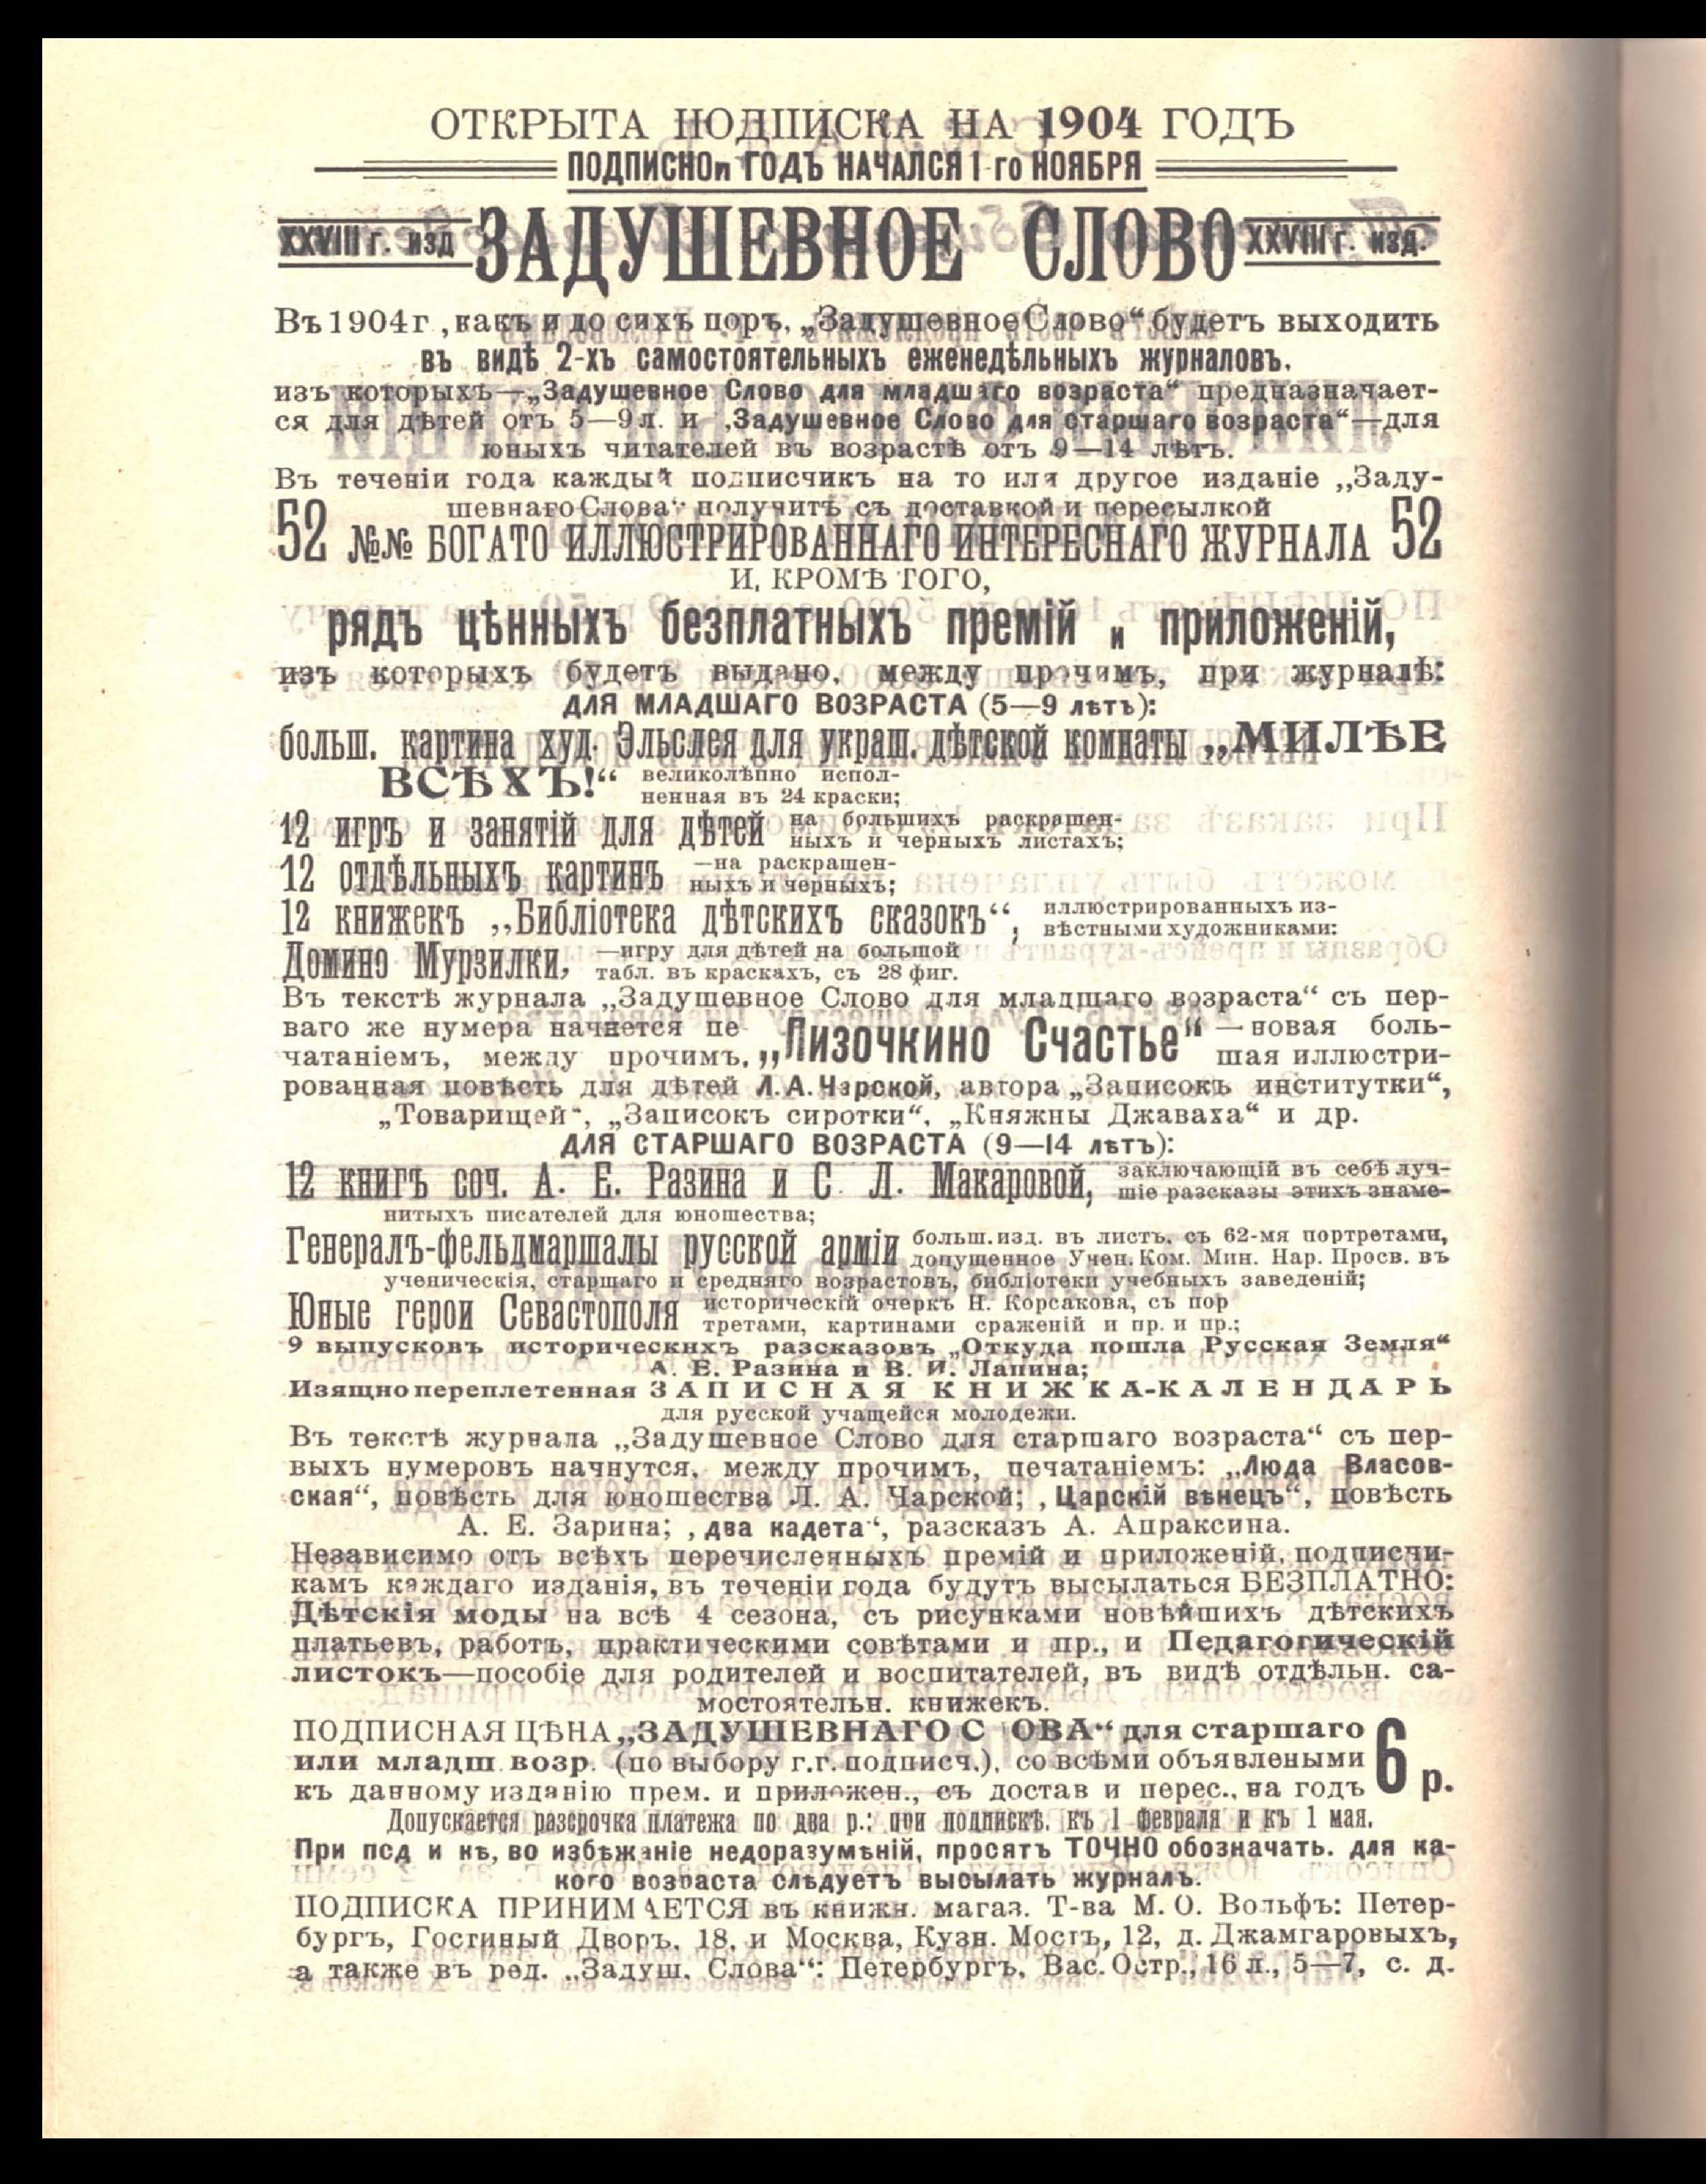 ОТКРЫТА ПОДПИСКА НА 1904 ГОДЪ
ПОДПИСНОЙ ГОДЪ НАЧАЛСЯ 1-го НОЯБРЯ
XXVIII г. изд ЗАДУШЕВНОЕ СЛОВО XXVIII г. изд.
Въ 1904 г, какъ и до сихъ поръ, „Задушевное Слово“ будетъ выходить
въ видѣ 2-хъ самостоятельныхъ еженедѣльныхъ журналовъ.
изъ которыхъ—„Задушевное Слово для младшаго возраста“ предназначает-
ся для дѣтей отъ 5—9 л. и „Задушевное Слово для старшаго возраста“—для
юныхъ читателей въ возрастѣ отъ 9—14 лѣтъ.
Въ теченіи года каждый подписчикъ на то или другое изданіе „Заду-
шевнаго Слова“ получитъ съ доставкой и пересылкой
52 №№ БОГАТО ИЛЛЮСТРИРОВАННАГО ИНТЕРЕСНАГО ЖУРНАЛА 52
И, КРОМѢ ТОГО,
рядъ цѣнныхъ безплатныхъ премій и приложеній,
изъ которыхъ будетъ выдано, между прочимъ, при журналѣ:
ДЛЯ МЛАДШАГО ВОЗРАСТА (5—9 лѣтъ):
больш. картина худ. Эльслея для украш. дѣтской комнаты „МИЛѢЕ
ВСѢХЪ!“ великолѣпно испол-
ненная въ 24 краски;
12 игръ и занятій для дѣтей на большихъ раскрашен-
ныхъ и черныхъ листахъ;
12 отдѣльныхъ картинъ —на раскрашен-
ныхъ и черныхъ;
12 книжекъ „Библіотека дѣтскихъ сказокъ“, иллюстрированныхъ из-
вѣстными художниками:
Домино Мурзилки, —игру для дѣтей на большой
табл. въ краскахъ, съ 28 фиг.
Въ текстѣ журнала „Задушевное Слово для младшаго возраста“ съ пер-
ваго же нумера начнется пе-
чатаніемъ, между прочимъ, „Лизочкино Счастье“ — новая боль-
шая иллюстри-
рованная повѣсть для дѣтей Л. А. Чарской, автора „Записокъ институтки“,
„Товарищей“, „Записокъ сиротки“, „Княжны Джаваха“ и др.
ДЛЯ СТАРШАГО ВОЗРАСТА (9—14 лѣтъ):
12 книгъ соч. А. Е. Разина и С. Л. Макаровой, заключающій въ себѣ луч-
шіе разсказы этихъ знаме-
нитыхъ писателей для юношества;
Генералъ-фельдмаршалы русской арміи больш. изд. въ листъ, съ 62-мя портретами,
допущенное Учен. Ком. Мин. Нар. Просв. въ
ученическія, старшаго и средняго возрастовъ, библіотеки учебныхъ заведеній;
Юные герои Севастополя историческій очеркъ Н. Корсакова, съ пор
третами, картинами сраженій и пр. и пр.;
9 выпусковъ историческихъ разсказовъ „Откуда пошла Русская Земля“
А. Е. Разина и В. И. Лапина;
Изящно переплетенная ЗАПИСНАЯ КНИЖКА-КАЛЕНДАРЬ
для русской учащейся молодежи.
Въ текстѣ журнала „Задушевное Слово для старшаго возраста“ съ пер-
выхъ нумеровъ начнутся, между прочимъ, печатаніемъ: „Люда Власов-
ская“, повѣсть для юношества Л. А. Чарской; „Царскій вѣнецъ“, повѣсть
А. Е. Зарина; „два кадета“, разсказъ А. Апраксина.
Независимо отъ всѣхъ перечисленныхъ премій и приложеній, подписчи-
камъ каждаго изданія, въ теченіи года будутъ высылаться БЕЗПЛАТНО:
Дѣтскія моды на всѣ 4 сезона, съ рисунками новѣйшихъ дѣтскихъ
платьевъ, работъ, практическими совѣтами и пр., и Педагогическій
листокъ—пособіе для родителей и воспитателей, въ видѣ отдѣльн. са-
мостоятельн. книжекъ.
ПОДПИСНАЯ ЦѢНА „ЗАДУШЕВНАГО СЛОВА“ для старшаго
или младш. возр. (по выбору г.г. подписч.), со всѣми объявлеными
къ данному изданію прем. и приложен., съ достав и перес., на годъ 6 р.
Допускается разсрочка платежа по два р.: при подпискѣ, къ 1 февраля и къ 1 мая.
При подпискѣ, во избѣжаніе недоразумѣній, просятъ ТОЧНО обозначать, для ка-
кого возраста слѣдуетъ высылать журналъ.
ПОДПИСКА ПРИНИМАЕТСЯ въ книжн. магаз. Т-ва М. О. Вольфъ: Петер-
бургъ, Гостиный Дворъ, 18, и Москва, Кузн. Мостъ, 12, д. Джамгаровыхъ,
а также въ ред. „Задуш. Слова“: Петербургъ, Вас. Остр., 16 л., 5—7, с. д.